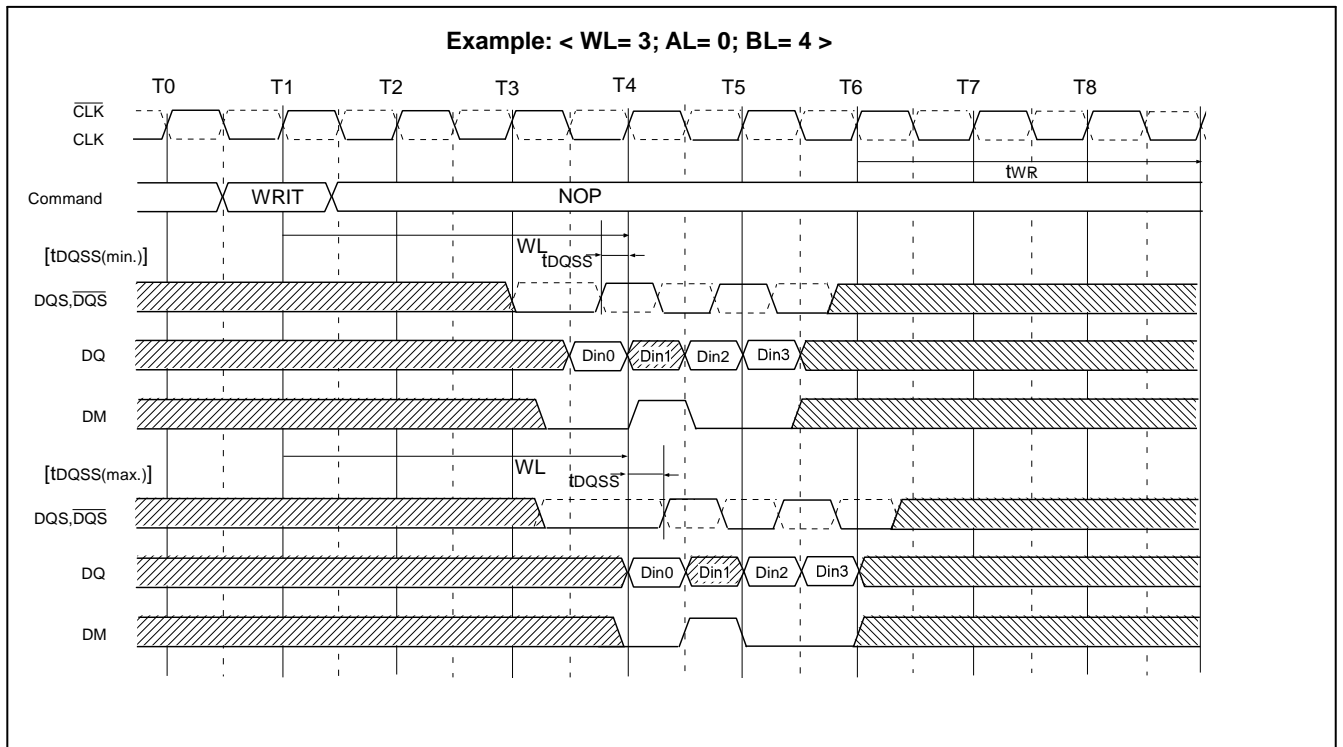 Example: < WL= 3; AL= 0; BL= 4 >
T0 T1 T2 T3 T4 T5 T6 T7 T8
CLK
CLK
tWR
Command WRIT NOP
WL
[tDQSS(min.)] tDQSS
DQS,DQS
DQ Din0 Din1 Din2 Din3
DM
[tDQSS(max.)] WL tDQSS
DQS,DQS
DQ Din0 Din1 Din2 Din3
DM